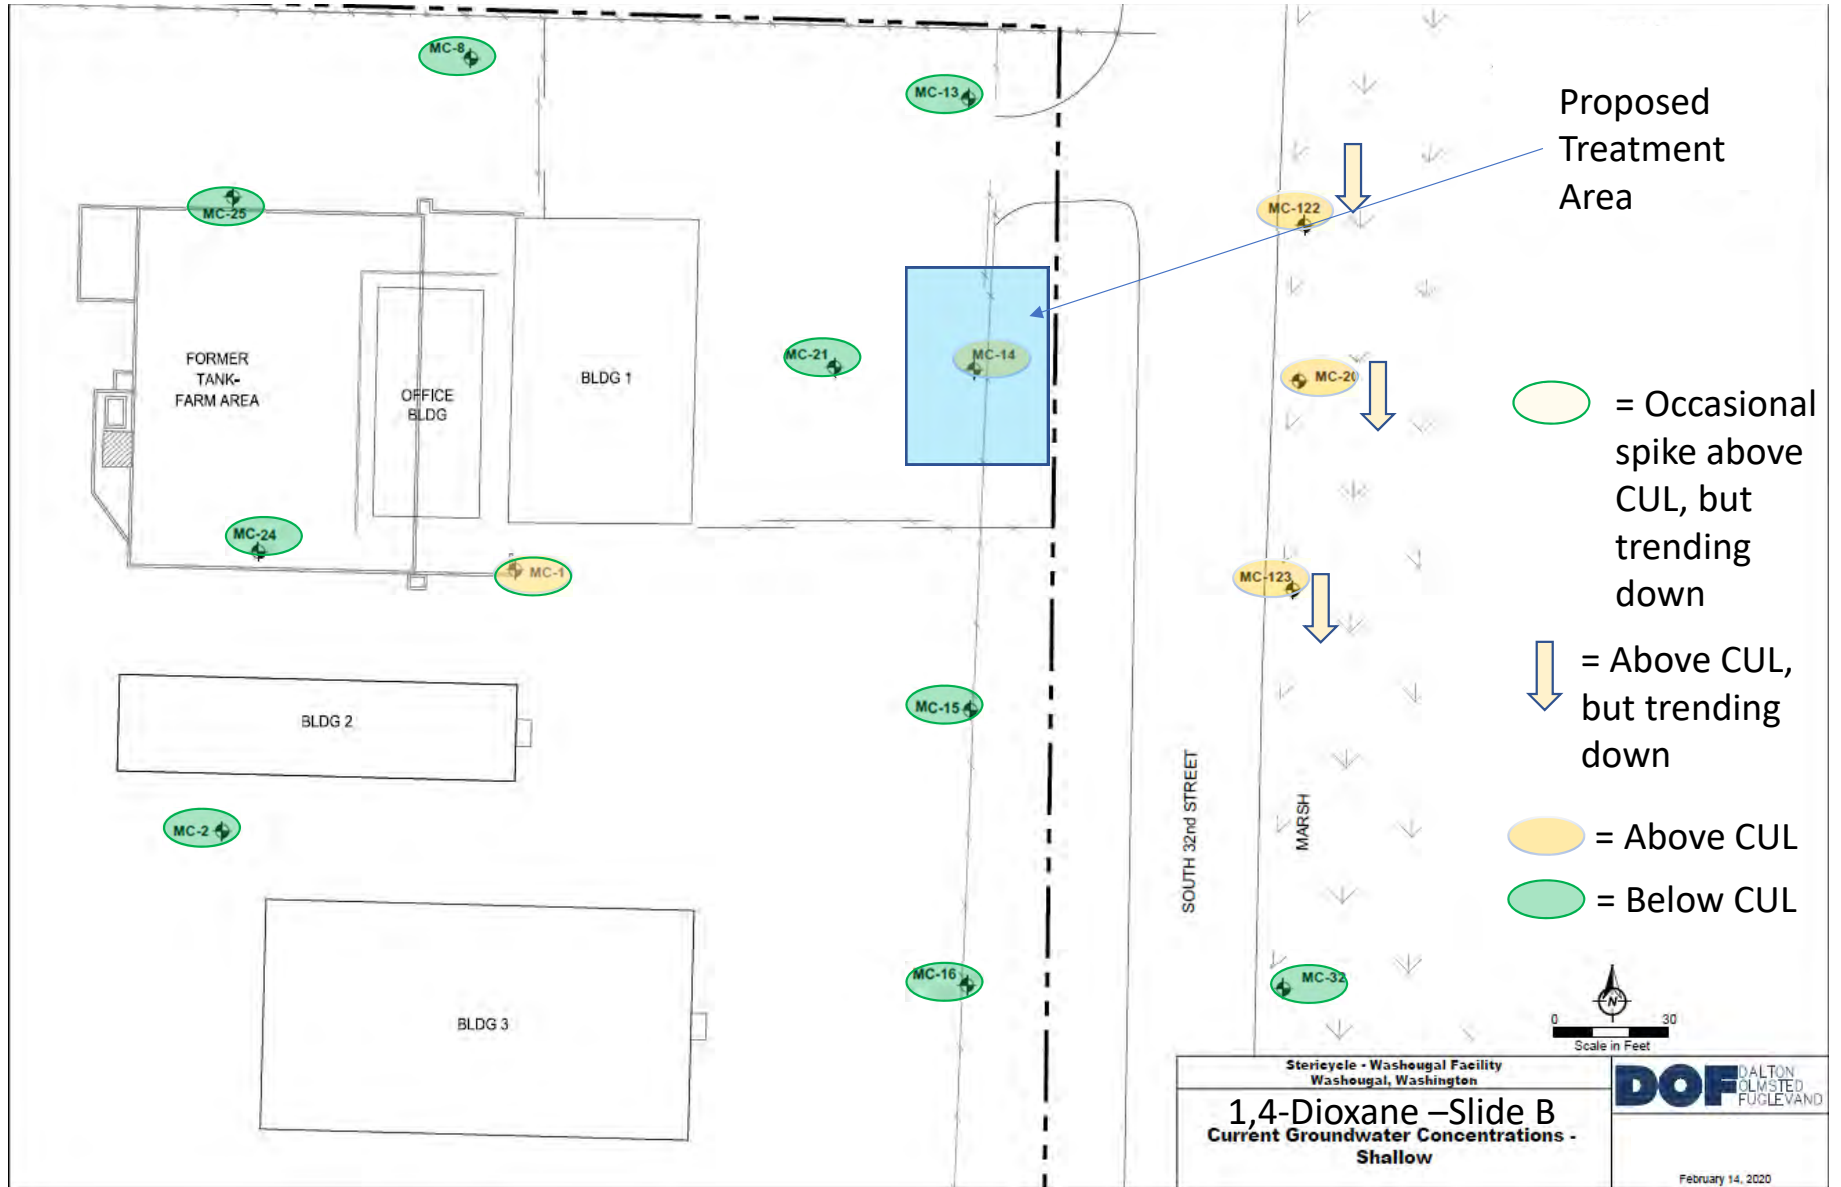 MC-8
MC-13
Proposed
Treatment
Area
MC-25
MC-122
FORMER
TANK-
FARM AREA
OFFICE
BLDG
BLDG 1
MC-21
MC-14
MC-20
= Occasional
spike above
CUL, but
trending
down
MC-24
MC-1
MC-123
= Above CUL,
but trending
down
BLDG 2
MC-15
MC-2
SOUTH 32nd STREET
MARSH
= Above CUL
= Below CUL
BLDG 3
MC-16
MC-32
N
0 30
Scale in Feet
Stericycle - Washougal Facility
Washougal, Washington
1,4-Dioxane –Slide B
Current Groundwater Concentrations -
Shallow
DOF
DALTON
OLMSTED
FUGLEVAND
February 14, 2020